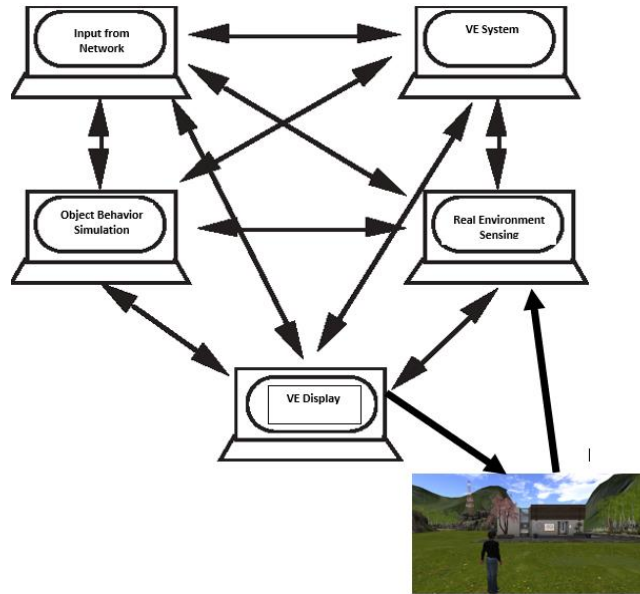 Input from
Network
VE System
Object Behavior
Simulation
Real Environment
Sensing
VE Display